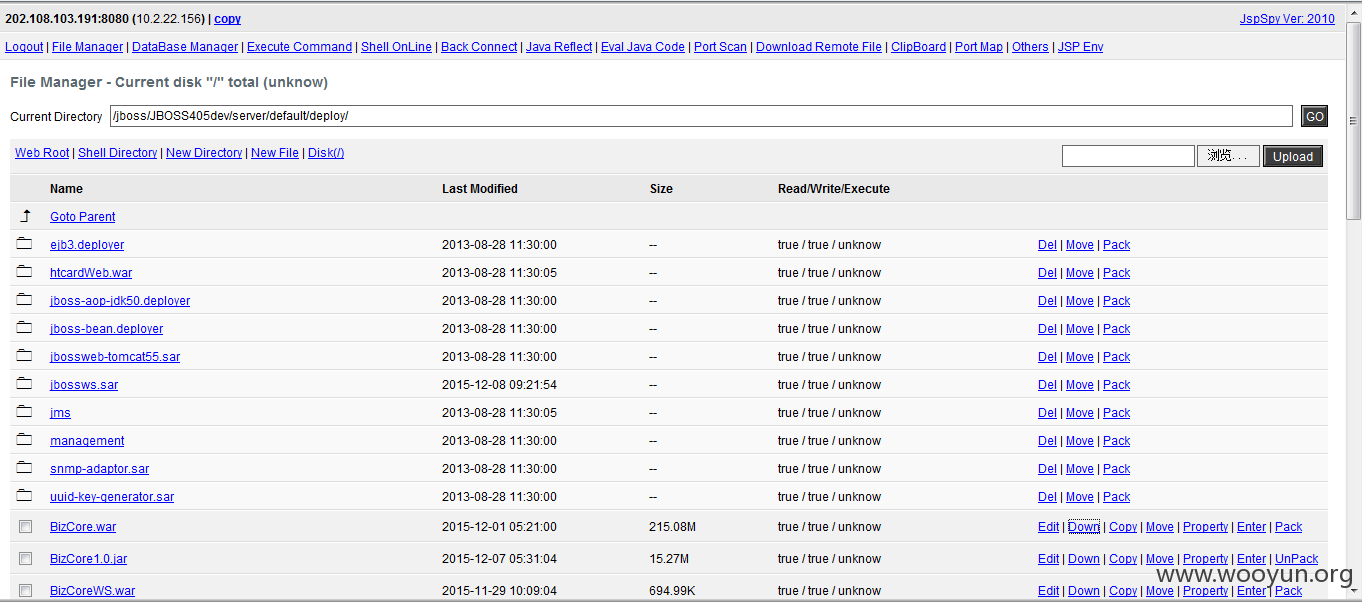 202.108.103.191:8080 (10.2.22.156) | copy JspSpy Ver: 2010
Logout | File Manager | DataBase Manager | Execute Command | Shell OnLine | Back Connect | Java Reflect | Eval Java Code | Port Scan | Download Remote File | ClipBoard | Port Map | Others | JSP Env
File Manager - Current disk "/" total (unknow)
Current Directory /jboss/JBOSS405dev/server/default/deploy/ GO
Web Root | Shell Directory | New Directory | New File | Disk(/) 浏览... Upload
Name Last Modified Size Read/Write/Execute
Goto Parent
ejb3.deployer 2013-08-28 11:30:00 -- true / true / unknow Del | Move | Pack
htcardWeb.war 2013-08-28 11:30:05 -- true / true / unknow Del | Move | Pack
jboss-aop-jdk50.deployer 2013-08-28 11:30:00 -- true / true / unknow Del | Move | Pack
jboss-bean.deployer 2013-08-28 11:30:00 -- true / true / unknow Del | Move | Pack
jbossweb-tomcat55.sar 2013-08-28 11:30:00 -- true / true / unknow Del | Move | Pack
jbossws.sar 2015-12-08 09:21:54 -- true / true / unknow Del | Move | Pack
jms 2013-08-28 11:30:05 -- true / true / unknow Del | Move | Pack
management 2013-08-28 11:30:00 -- true / true / unknow Del | Move | Pack
snmp-adaptor.sar 2013-08-28 11:30:00 -- true / true / unknow Del | Move | Pack
uuid-key-generator.sar 2013-08-28 11:30:00 -- true / true / unknow Del | Move | Pack
BizCore.war 2015-12-01 05:21:00 215.08M true / true / unknow Edit | Down | Copy | Move | Property | Enter | Pack
BizCore1.0.jar 2015-12-07 05:31:04 15.27M true / true / unknow Edit | Down | Copy | Move | Property | Enter | UnPack
BizCoreWS.war 2015-11-29 10:09:04 694.99K true / true / unknow Edit | Down | Copy | Move | Property | Enter | Pack
www.wooyun.org